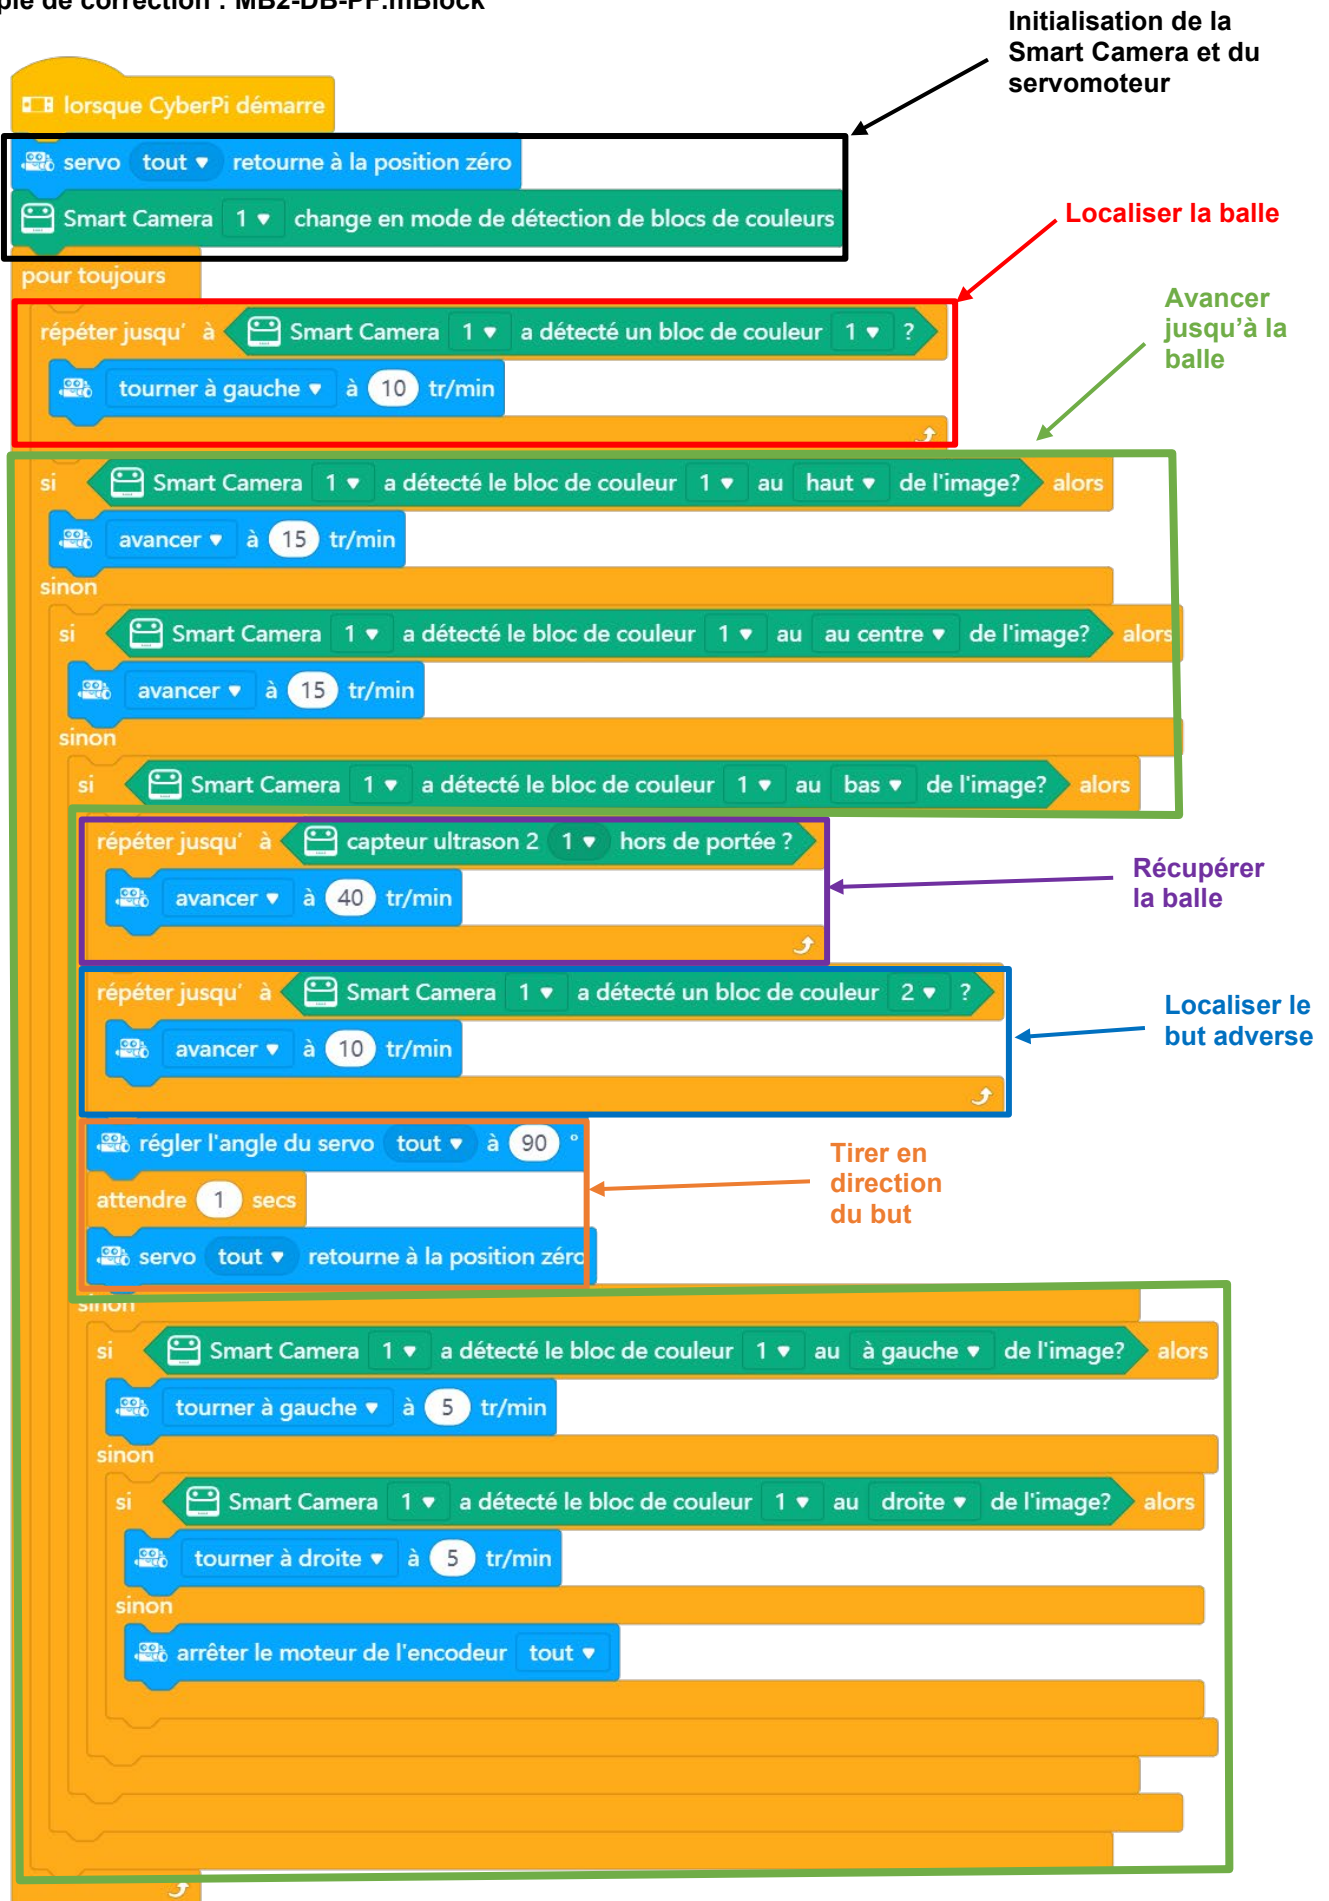 ple de correction : MB2-DB-PF.mBlock
Initialisation de la
Smart Camera et du
servomoteur
lorsque CyberPi démarre
servo tout retourne à la position zéro
Smart Camera 1 change en mode de détection de blocs de couleurs
Localiser la balle
pour toujours
Avancer
jusqu’à la
balle
répéter jusqu' à Smart Camera 1 a détecté un bloc de couleur 1 ?
tourner à gauche à 10 tr/min
si Smart Camera 1 a détecté le bloc de couleur 1 au haut de l'image? alors
avancer à 15 tr/min
sinon
si Smart Camera 1 a détecté le bloc de couleur 1 au au centre de l'image? alors
avancer à 15 tr/min
sinon
si Smart Camera 1 a détecté le bloc de couleur 1 au bas de l'image? alors
répéter jusqu' à capteur ultrason 2 1 hors de portée ?
avancer à 40 tr/min
Récupérer
la balle
répéter jusqu' à Smart Camera 1 a détecté un bloc de couleur 2 ?
avancer à 10 tr/min
Localiser le
but adverse
régler l'angle du servo tout à 90 °
attendre 1 secs
servo tout retourne à la position zéro
Tirer en
direction
du but
sinon
si Smart Camera 1 a détecté le bloc de couleur 1 au à gauche de l'image? alors
tourner à gauche à 5 tr/min
sinon
si Smart Camera 1 a détecté le bloc de couleur 1 au droite de l'image? alors
tourner à droite à 5 tr/min
sinon
arrêter le moteur de l'encodeur tout